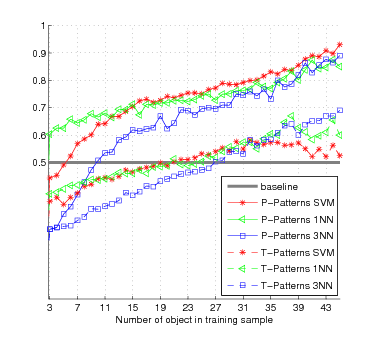 1
0.9
0.8
0.7
0.6
0.5
baseline
P-Patterns SVM
P-Patterns 1NN
P-Patterns 3NN
T-Patterns SVM
T-Patterns 1NN
T-Patterns 3NN
3 7 11 15 19 23 27 31 35 39 43
Number of object in training sample